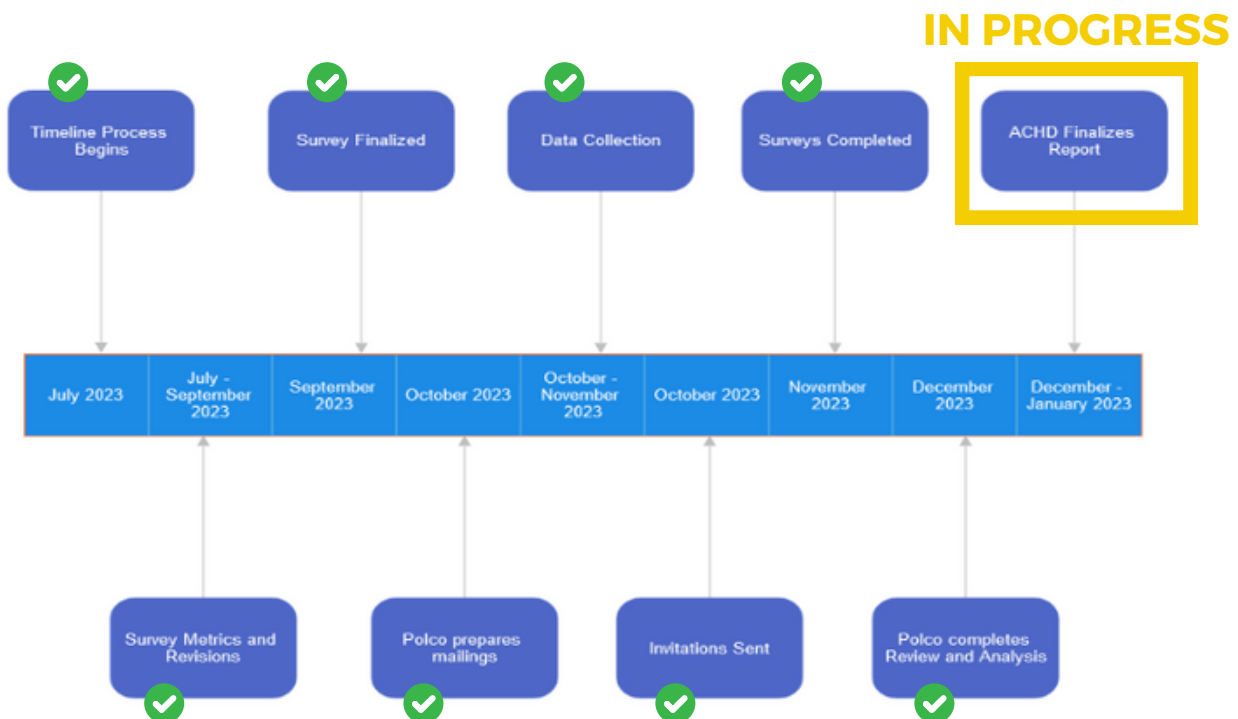 IN PROGRESS
Timeline Process
Begins
Survey Finalized
Data Collection
Surveys Completed
ACHD Finalizes
Report
July 2023
July -
September
2023
September
2023
October 2023
October -
November
2023
October 2023
November
2023
December
2023
December -
January 2023
Survey Metrics and
Revisions
Polco prepares
mailings
Invitations Sent
Polco completes
Review and Analysis